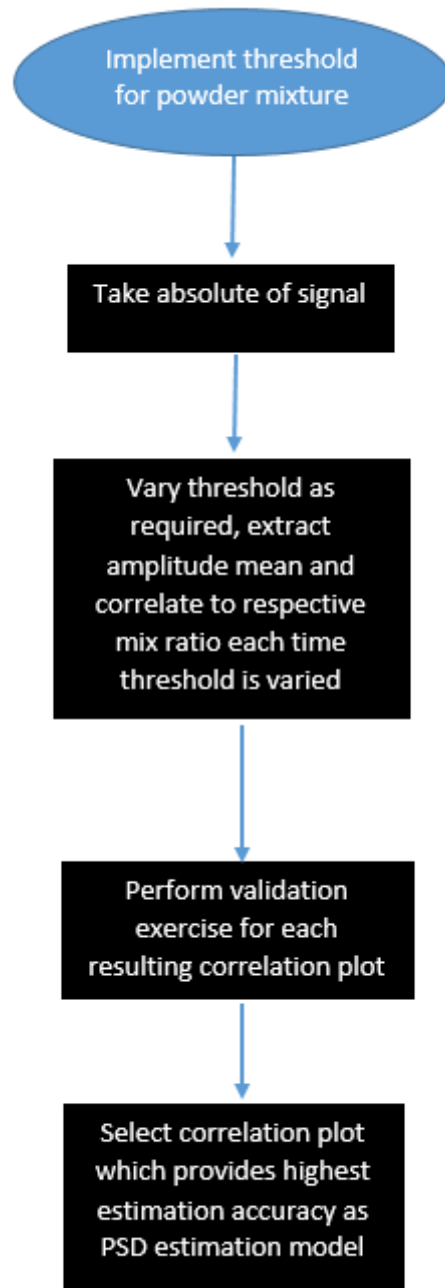 Implement threshold
for powder mixture
Take absolute of signal
Vary threshold as
required, extract
amplitude mean and
correlate to respective
mix ratio each time
threshold is varied
Perform validation
exercise for each
resulting correlation plot
Select correlation plot
which provides highest
estimation accuracy as
PSD estimation model